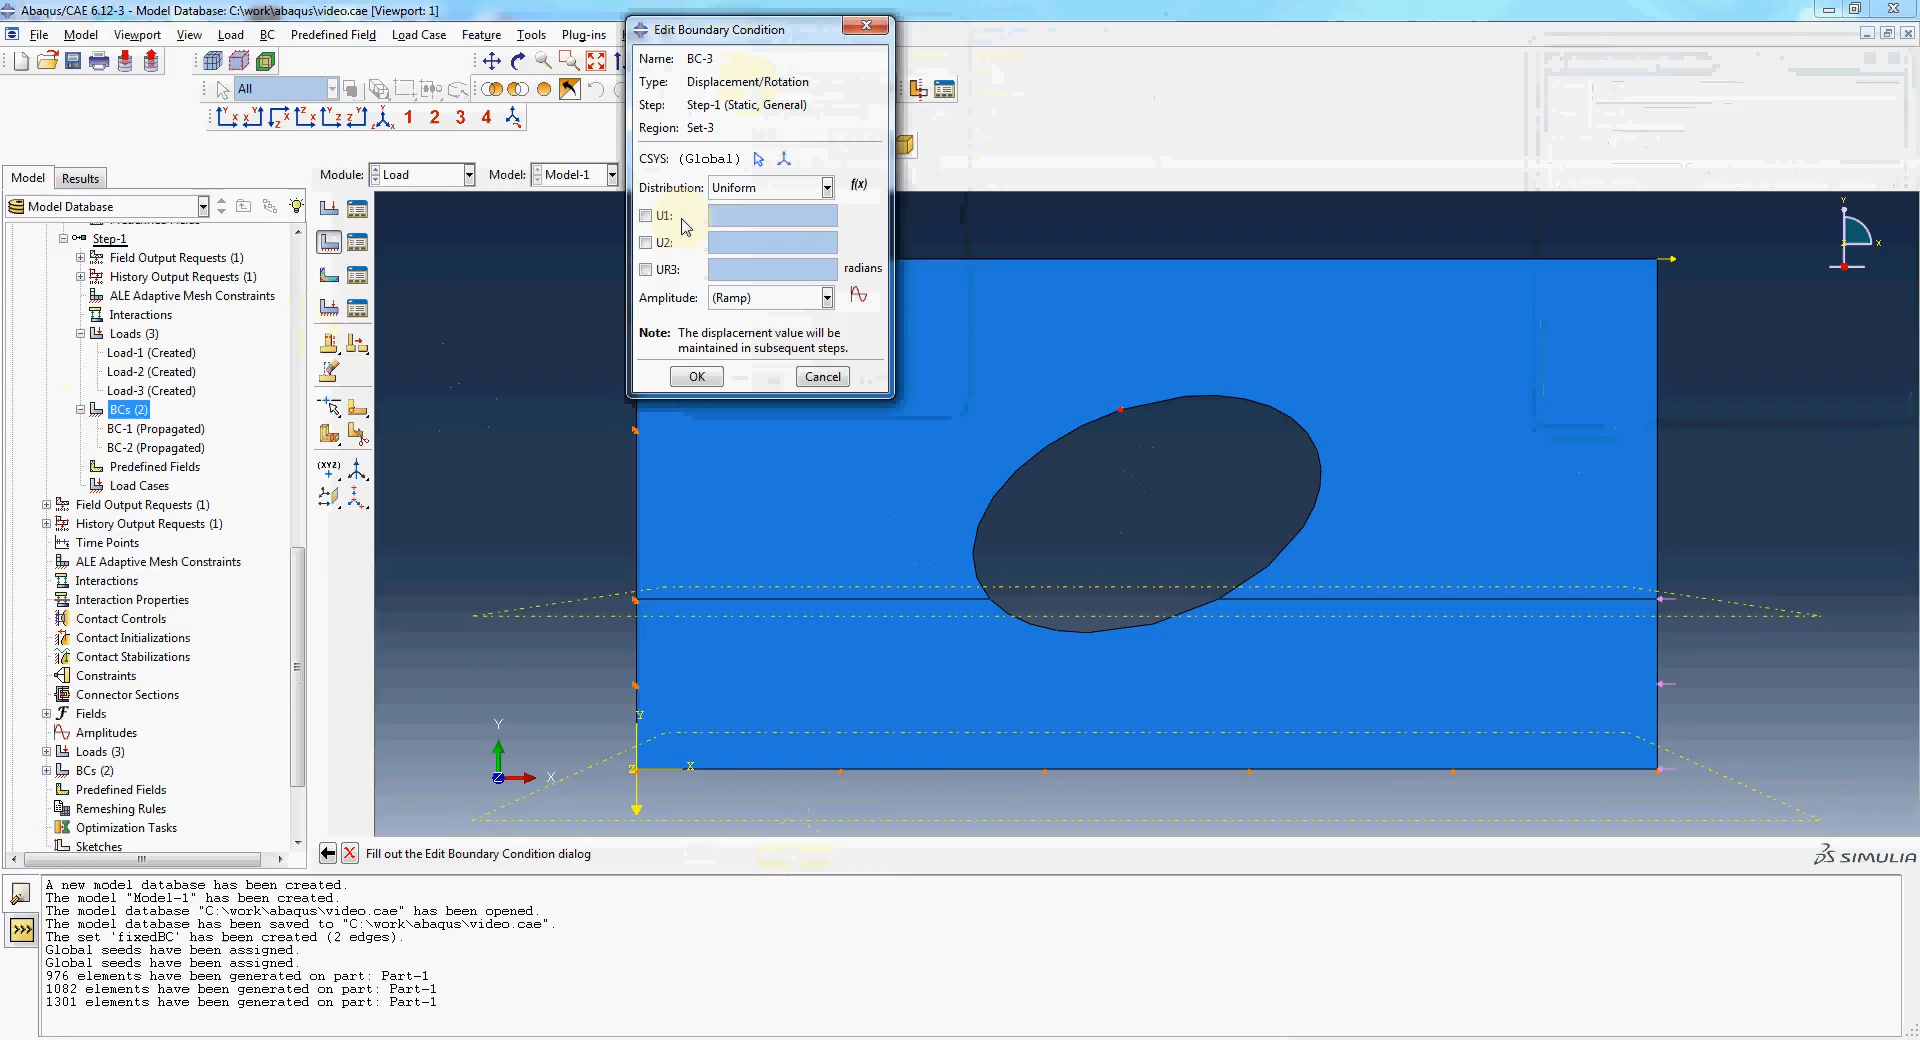 Abaqus/CAE 6.12-3 - Model Database: C:\work\abaqus\video.cae [Viewport: 1]
File Model Viewport View Load BC Predefined Field Load Case Feature Tools Plug-ins
All
1 2 3 4
Model Results
Module: Load Model: Model-1
Model Database
Step-1
Field Output Requests (1)
History Output Requests (1)
ALE Adaptive Mesh Constraints
Interactions
Loads (3)
Load-1 (Created)
Load-2 (Created)
Load-3 (Created)
BCs (2)
BC-1 (Propagated)
BC-2 (Propagated)
Predefined Fields
Load Cases
Field Output Requests (1)
History Output Requests (1)
Time Points
ALE Adaptive Mesh Constraints
Interactions
Interaction Properties
Contact Controls
Contact Initializations
Contact Stabilizations
Constraints
Connector Sections
Fields
Amplitudes
Loads (3)
BCs (2)
Predefined Fields
Remeshing Rules
Optimization Tasks
Sketches
(XYZ)
Edit Boundary Condition
Name: BC-3
Type: Displacement/Rotation
Step: Step-1 (Static, General)
Region: Set-3
CSYS: (Global)
Distribution: Uniform f(x)
U1:
U2:
UR3: radians
Amplitude: (Ramp)
Note: The displacement value will be
maintained in subsequent steps.
OK Cancel
Y
X
Y
X
Z
Y
X
Z
Fill out the Edit Boundary Condition dialog
SIMULIA
A new model database has been created.
The model "Model-1" has been created.
The model database "C:\work\abaqus\video.cae" has been opened.
The model database has been saved to "C:\work\abaqus\video.cae".
The set 'fixedBC' has been created (2 edges).
Global seeds have been assigned.
Global seeds have been assigned.
976 elements have been generated on part: Part-1
1082 elements have been generated on part: Part-1
1301 elements have been generated on part: Part-1